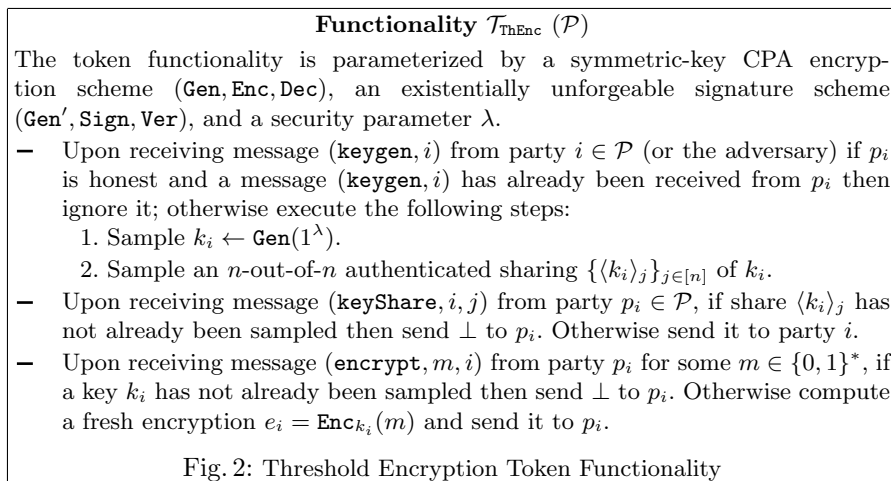 Functionality 𝒯_ThEnc (𝒫)
The token functionality is parameterized by a symmetric-key CPA encryp-
tion scheme (Gen, Enc, Dec), an existentially unforgeable signature scheme
(Gen′, Sign, Ver), and a security parameter λ.
– Upon receiving message (keygen, i) from party i ∈ 𝒫 (or the adversary) if p_i
is honest and a message (keygen, i) has already been received from p_i then
ignore it; otherwise execute the following steps:
1. Sample k_i ← Gen(1^λ).
2. Sample an n-out-of-n authenticated sharing {⟨k_i⟩_j}_{j∈[n]} of k_i.
– Upon receiving message (keyShare, i, j) from party p_i ∈ 𝒫, if share ⟨k_i⟩_j has
not already been sampled then send ⊥ to p_i. Otherwise send it to party i.
– Upon receiving message (encrypt, m, i) from party p_i for some m ∈ {0, 1}^*, if
a key k_i has not already been sampled then send ⊥ to p_i. Otherwise compute
a fresh encryption e_i = Enc_{k_i}(m) and send it to p_i.
Fig. 2: Threshold Encryption Token Functionality